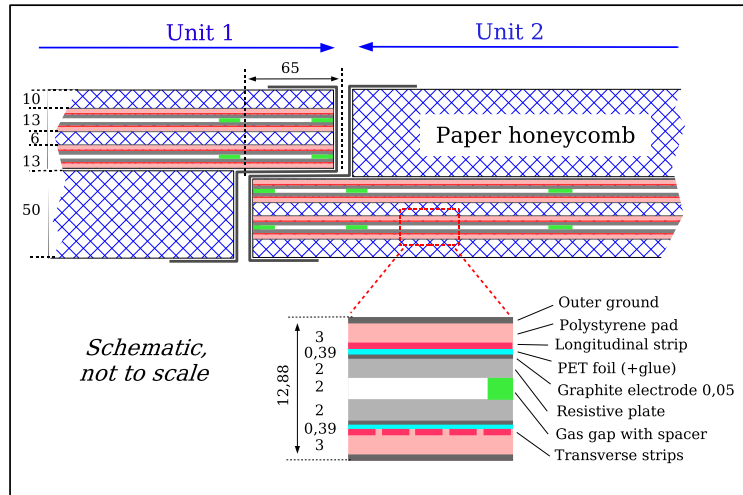 Unit 1
Unit 2
65
10
13
6
13
50
Paper honeycomb
Schematic,
not to scale
12,88
3
0,39
2
2
2
0,39
3
Outer ground
Polystyrene pad
Longitudinal strip
PET foil (+glue)
Graphite electrode 0,05
Resistive plate
Gas gap with spacer
Transverse strips